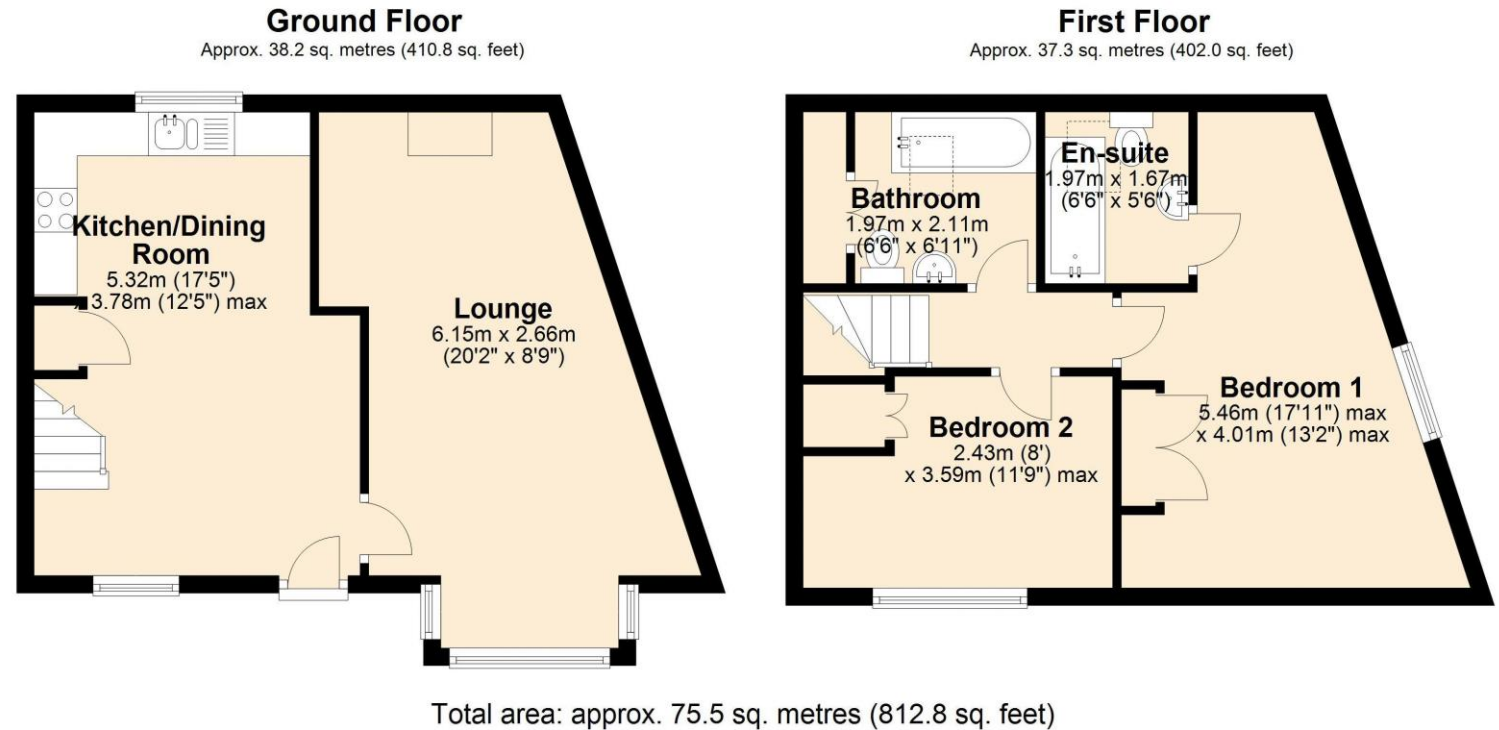 Ground Floor
Approx. 38.2 sq. metres (410.8 sq. feet)
Kitchen/Dining
Room
5.32m (17'5")
x 3.78m (12'5") max
Lounge
6.15m x 2.66m
(20'2" x 8'9")
First Floor
Approx. 37.3 sq. metres (402.0 sq. feet)
Bathroom
1.97m x 2.11m
(6'6" x 6'11")
En-suite
1.97m x 1.67m
(6'6" x 5'6")
Bedroom 2
2.43m (8')
x 3.59m (11'9") max
Bedroom 1
5.46m (17'11") max
x 4.01m (13'2") max
Total area: approx. 75.5 sq. metres (812.8 sq. feet)